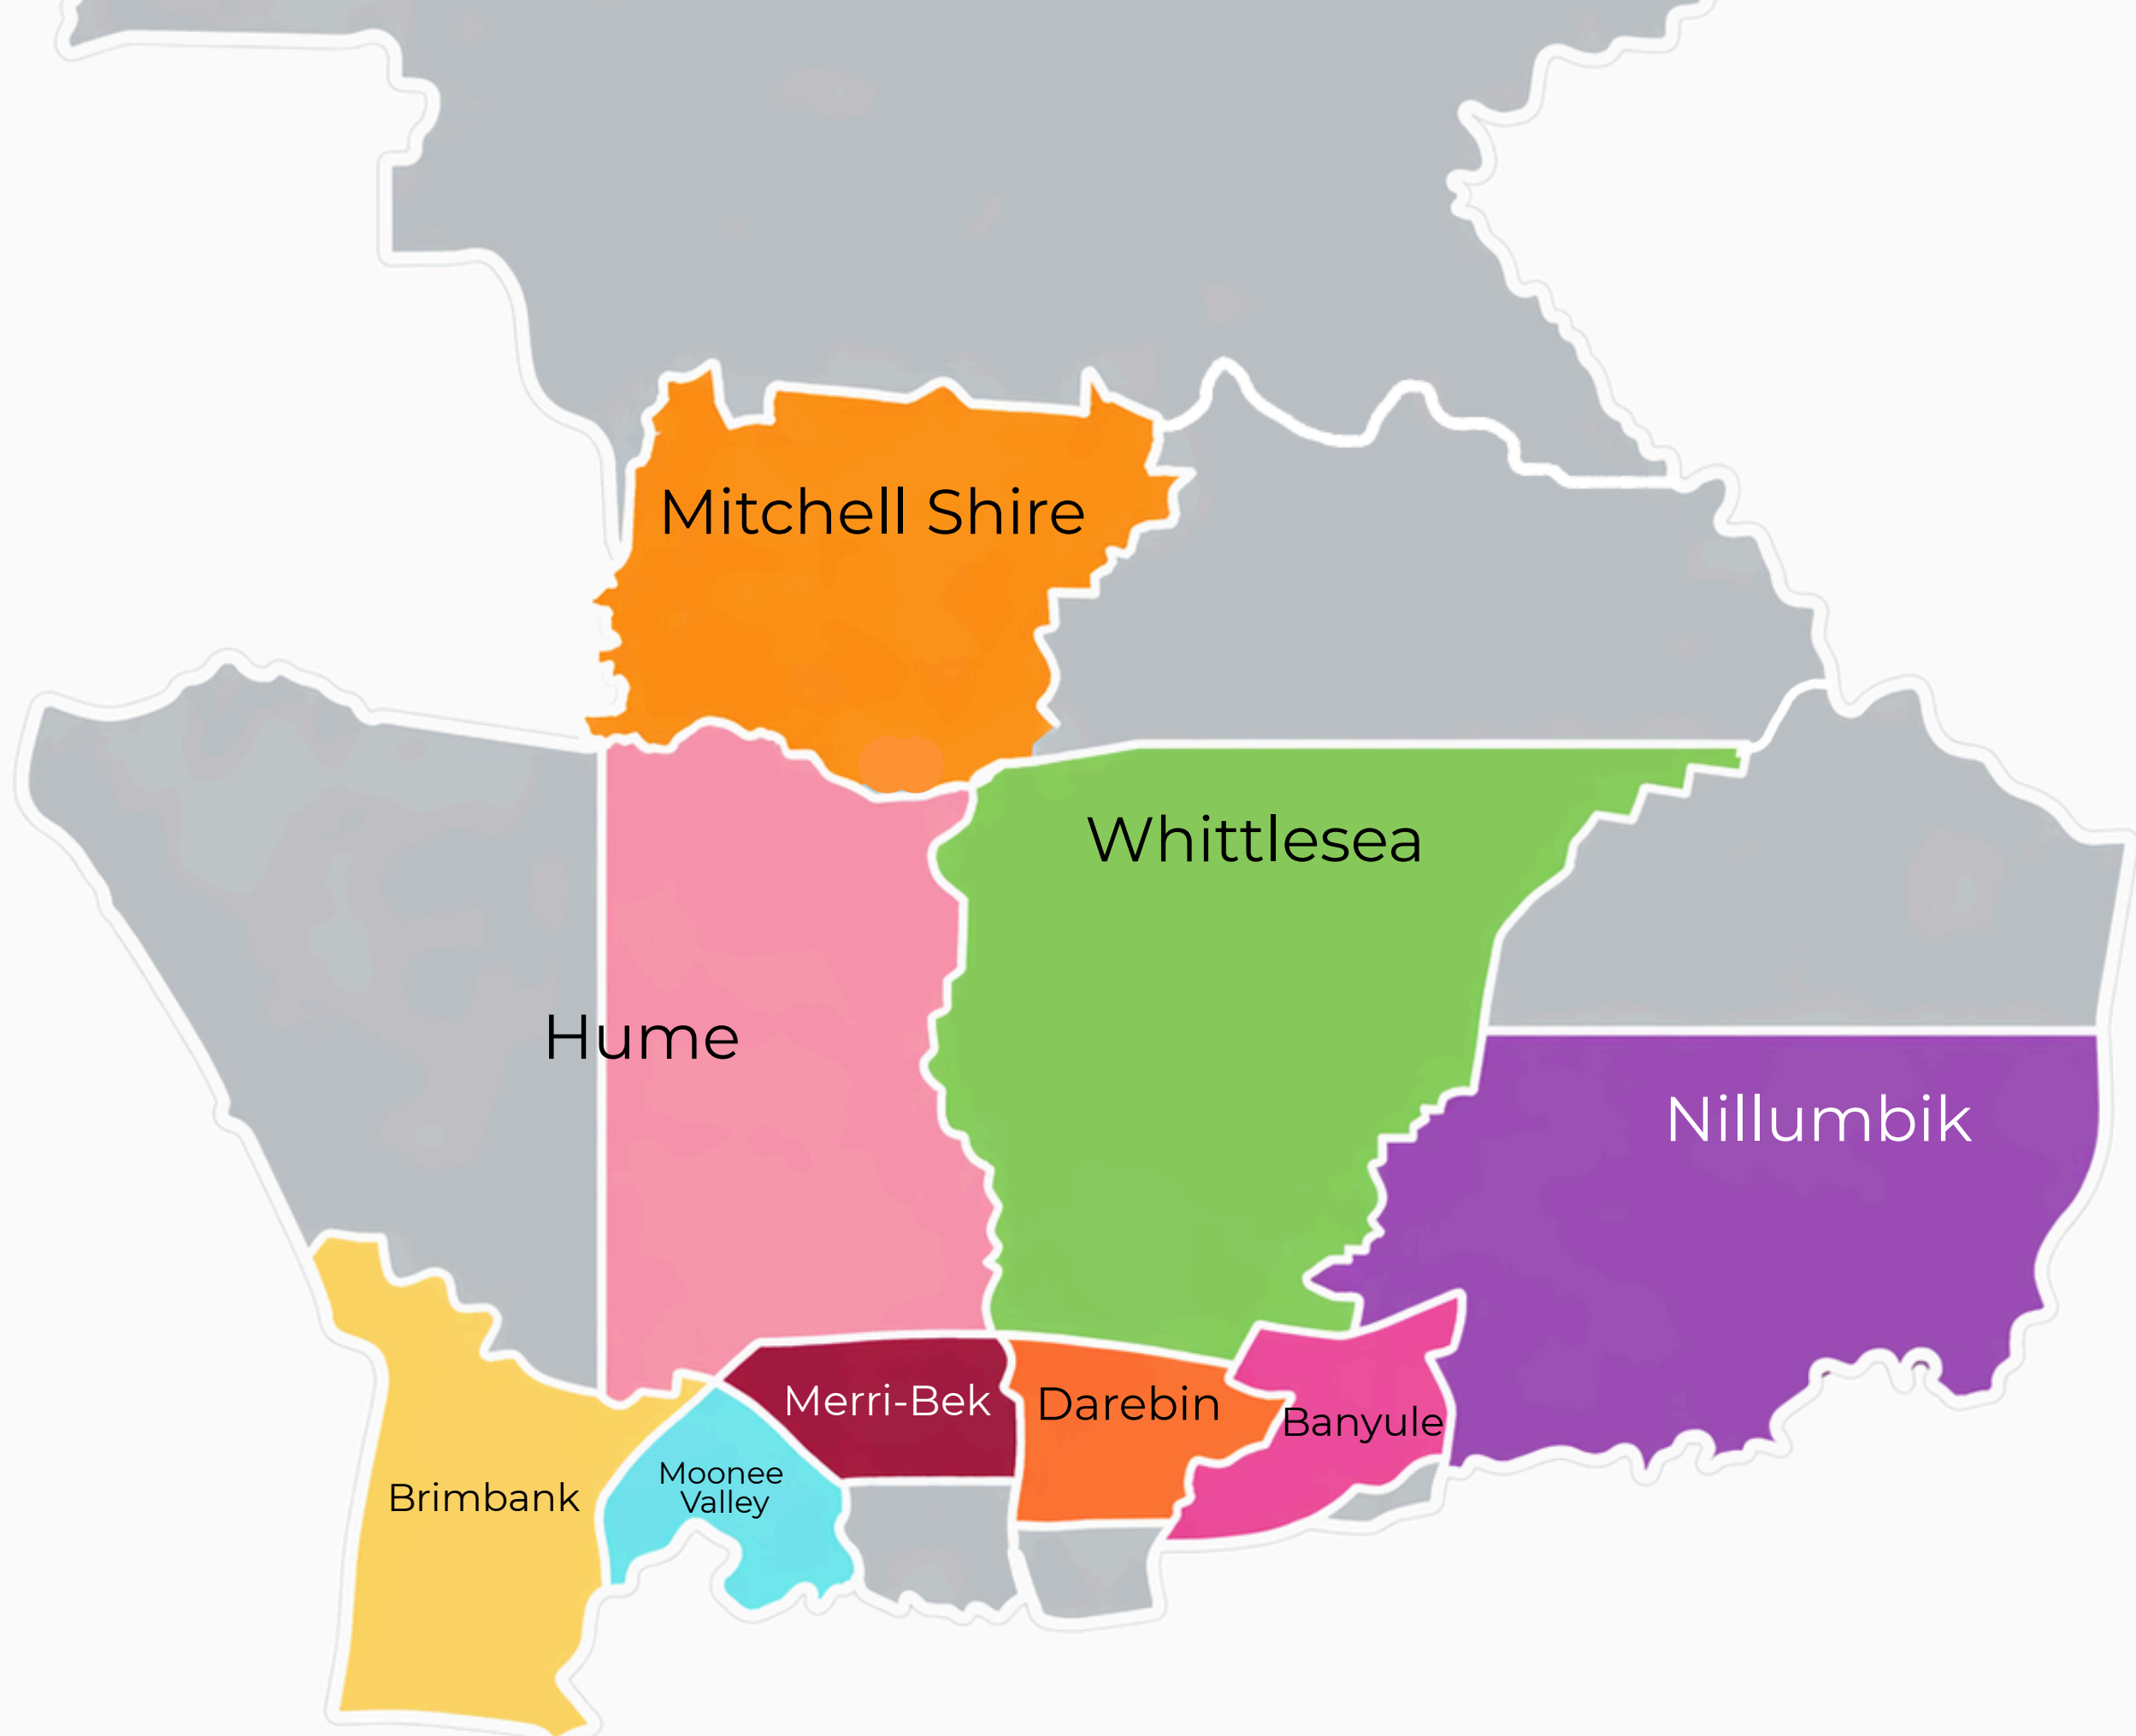 Mitchell Shire
Whittlesea
Hume
Nillumbik
Merri-Bek
Darebin
Banyule
Moonee
Valley
Brimbank